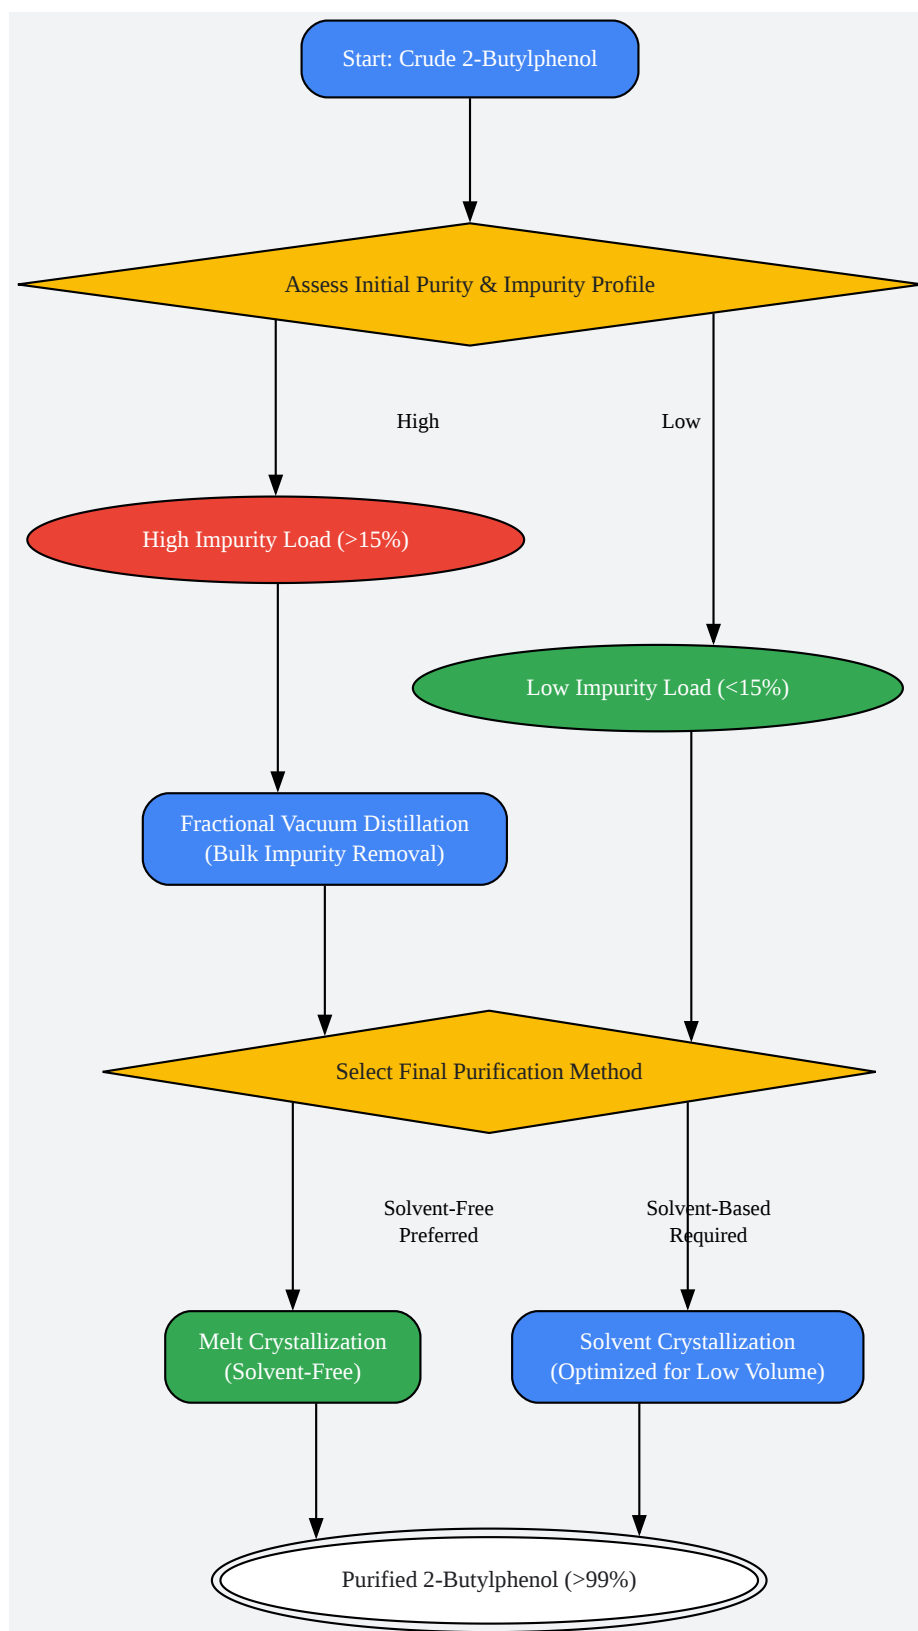 Start: Crude 2-Butylphenol
Assess Initial Purity & Impurity Profile
High
Low
High Impurity Load (>15%)
Low Impurity Load (<15%)
Fractional Vacuum Distillation
(Bulk Impurity Removal)
Select Final Purification Method
Solvent-Free
Preferred
Solvent-Based
Required
Melt Crystallization
(Solvent-Free)
Solvent Crystallization
(Optimized for Low Volume)
Purified 2-Butylphenol (>99%)